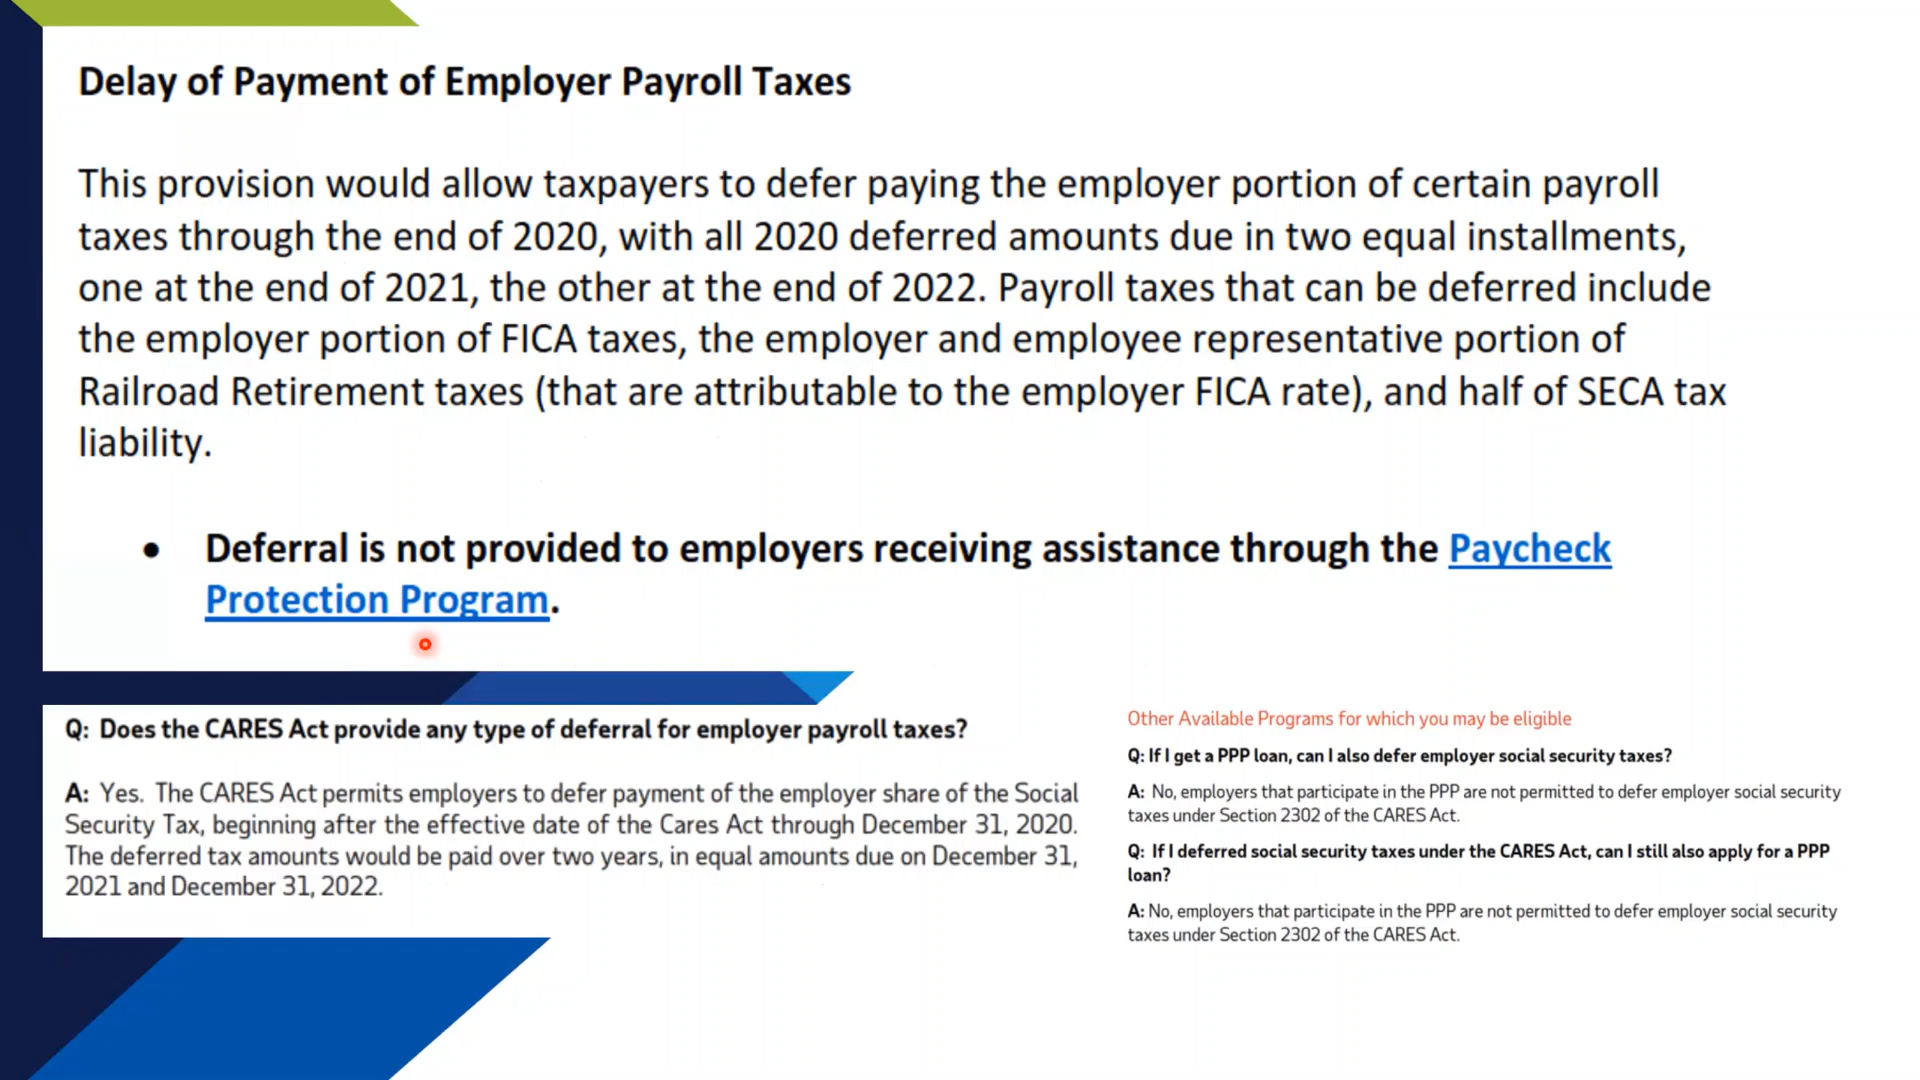 Delay of Payment of Employer Payroll Taxes
This provision would allow taxpayers to defer paying the employer portion of certain payroll
taxes through the end of 2020, with all 2020 deferred amounts due in two equal installments,
one at the end of 2021, the other at the end of 2022. Payroll taxes that can be deferred include
the employer portion of FICA taxes, the employer and employee representative portion of
Railroad Retirement taxes (that are attributable to the employer FICA rate), and half of SECA tax
liability.
• Deferral is not provided to employers receiving assistance through the Paycheck
Protection Program.
Q: Does the CARES Act provide any type of deferral for employer payroll taxes?
A: Yes. The CARES Act permits employers to defer payment of the employer share of the Social
Security Tax, beginning after the effective date of the Cares Act through December 31, 2020.
The deferred tax amounts would be paid over two years, in equal amounts due on December 31,
2021 and December 31, 2022.
Other Available Programs for which you may be eligible
Q: If I get a PPP loan, can I also defer employer social security taxes?
A: No, employers that participate in the PPP are not permitted to defer employer social security
taxes under Section 2302 of the CARES Act.
Q: If I deferred social security taxes under the CARES Act, can I still also apply for a PPP
loan?
A: No, employers that participate in the PPP are not permitted to defer employer social security
taxes under Section 2302 of the CARES Act.